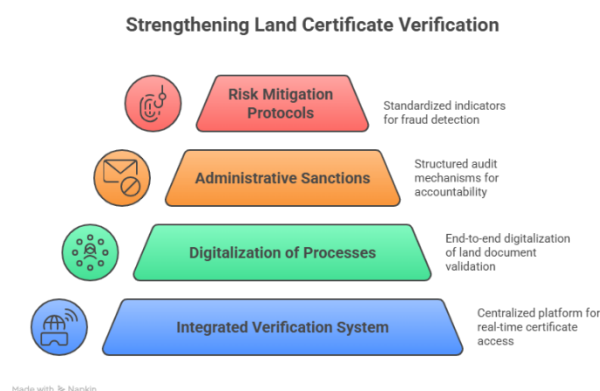 Strengthening Land Certificate Verification
Risk Mitigation
Protocols
Standardized indicators
for fraud detection
Administrative Sanctions
Structured audit
mechanisms for
accountability
Digitalization of Processes
End-to-end digitalization
of land document
validation
Integrated Verification System
Centralized platform for
real-time certificate
access
Made with Napkin